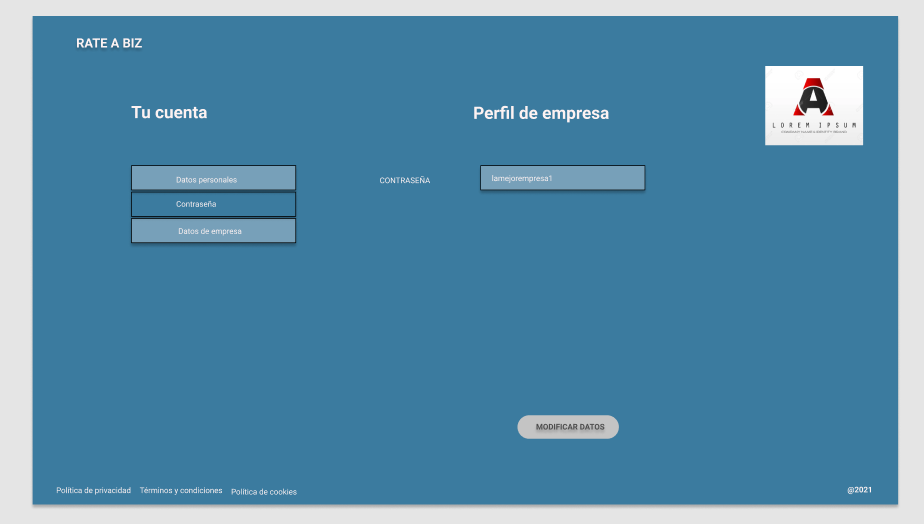 RATE A BIZ
Tu cuenta
Perfil de empresa
LOREM IPSUM
Datos personales
Contraseña
Datos de empresa
CONTRASEÑA
lamejorempresa1
MODIFICAR DATOS
Política de privacidad
Términos y condiciones
Política de cookies
@2021